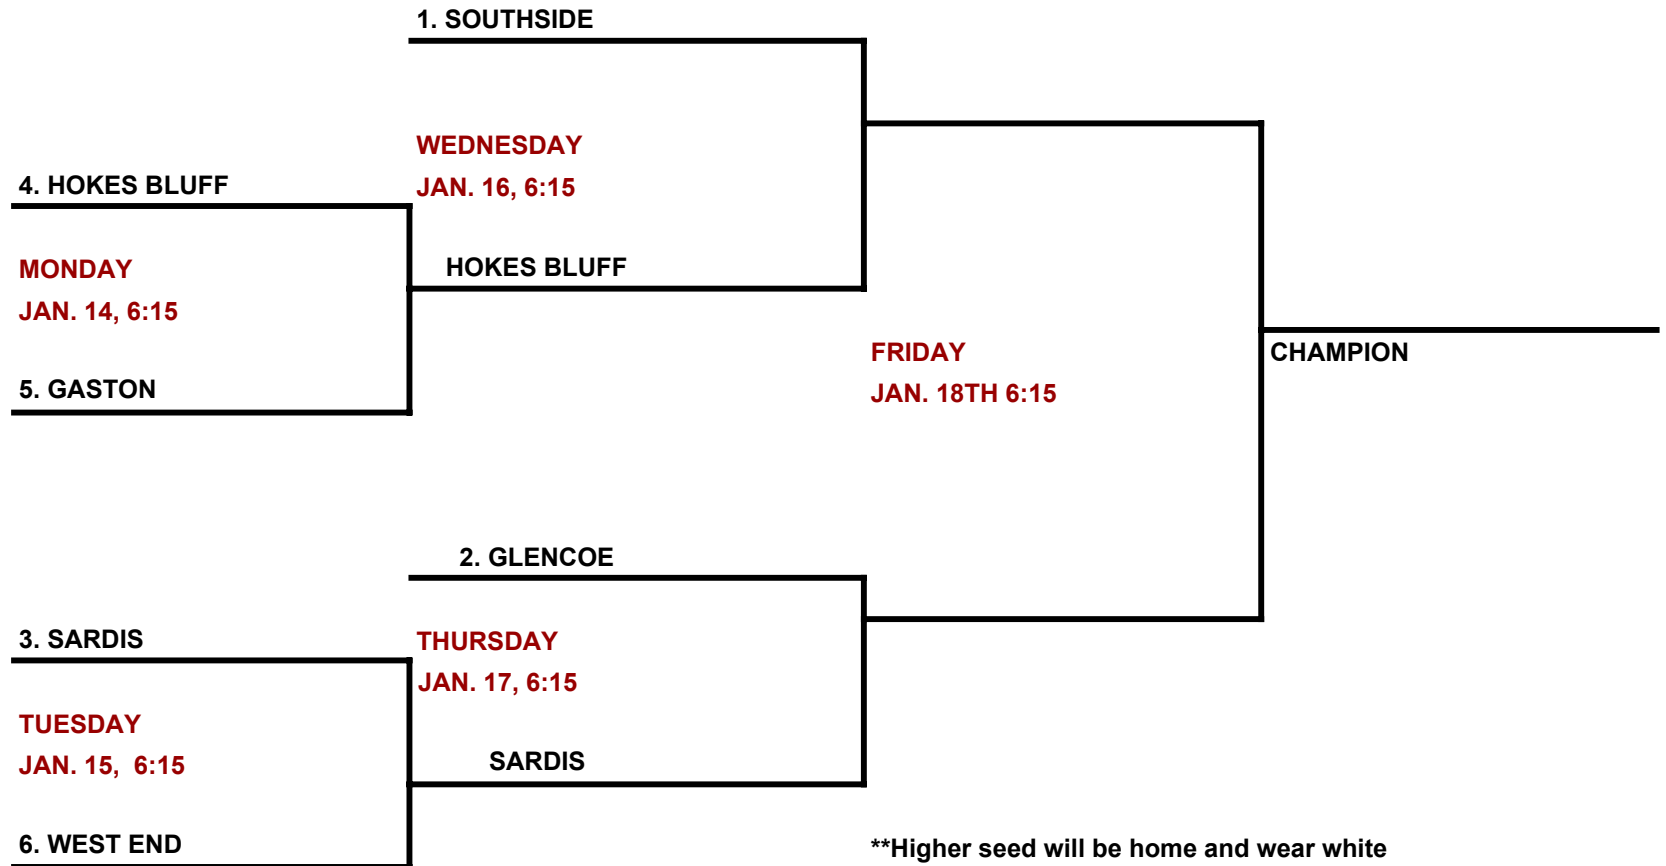 1. SOUTHSIDE
WEDNESDAY
JAN. 16, 6:15
4. HOKES BLUFF
MONDAY
JAN. 14, 6:15
HOKES BLUFF
5. GASTON
FRIDAY
JAN. 18TH 6:15
CHAMPION
2. GLENCOE
3. SARDIS
THURSDAY
JAN. 17, 6:15
TUESDAY
JAN. 15,  6:15
SARDIS
6. WEST END
**Higher seed will be home and wear white